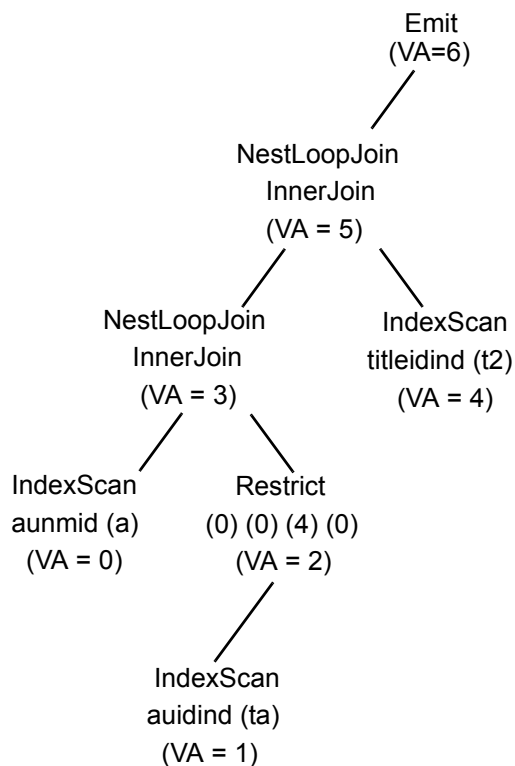 Emit
(VA=6)
NestLoopJoin
InnerJoin
(VA = 5)
NestLoopJoin
InnerJoin
(VA = 3)
IndexScan
titleidind (t2)
(VA = 4)
IndexScan
aunmid (a)
(VA = 0)
Restrict
(0) (0) (4) (0)
(VA = 2)
IndexScan
auidind (ta)
(VA = 1)